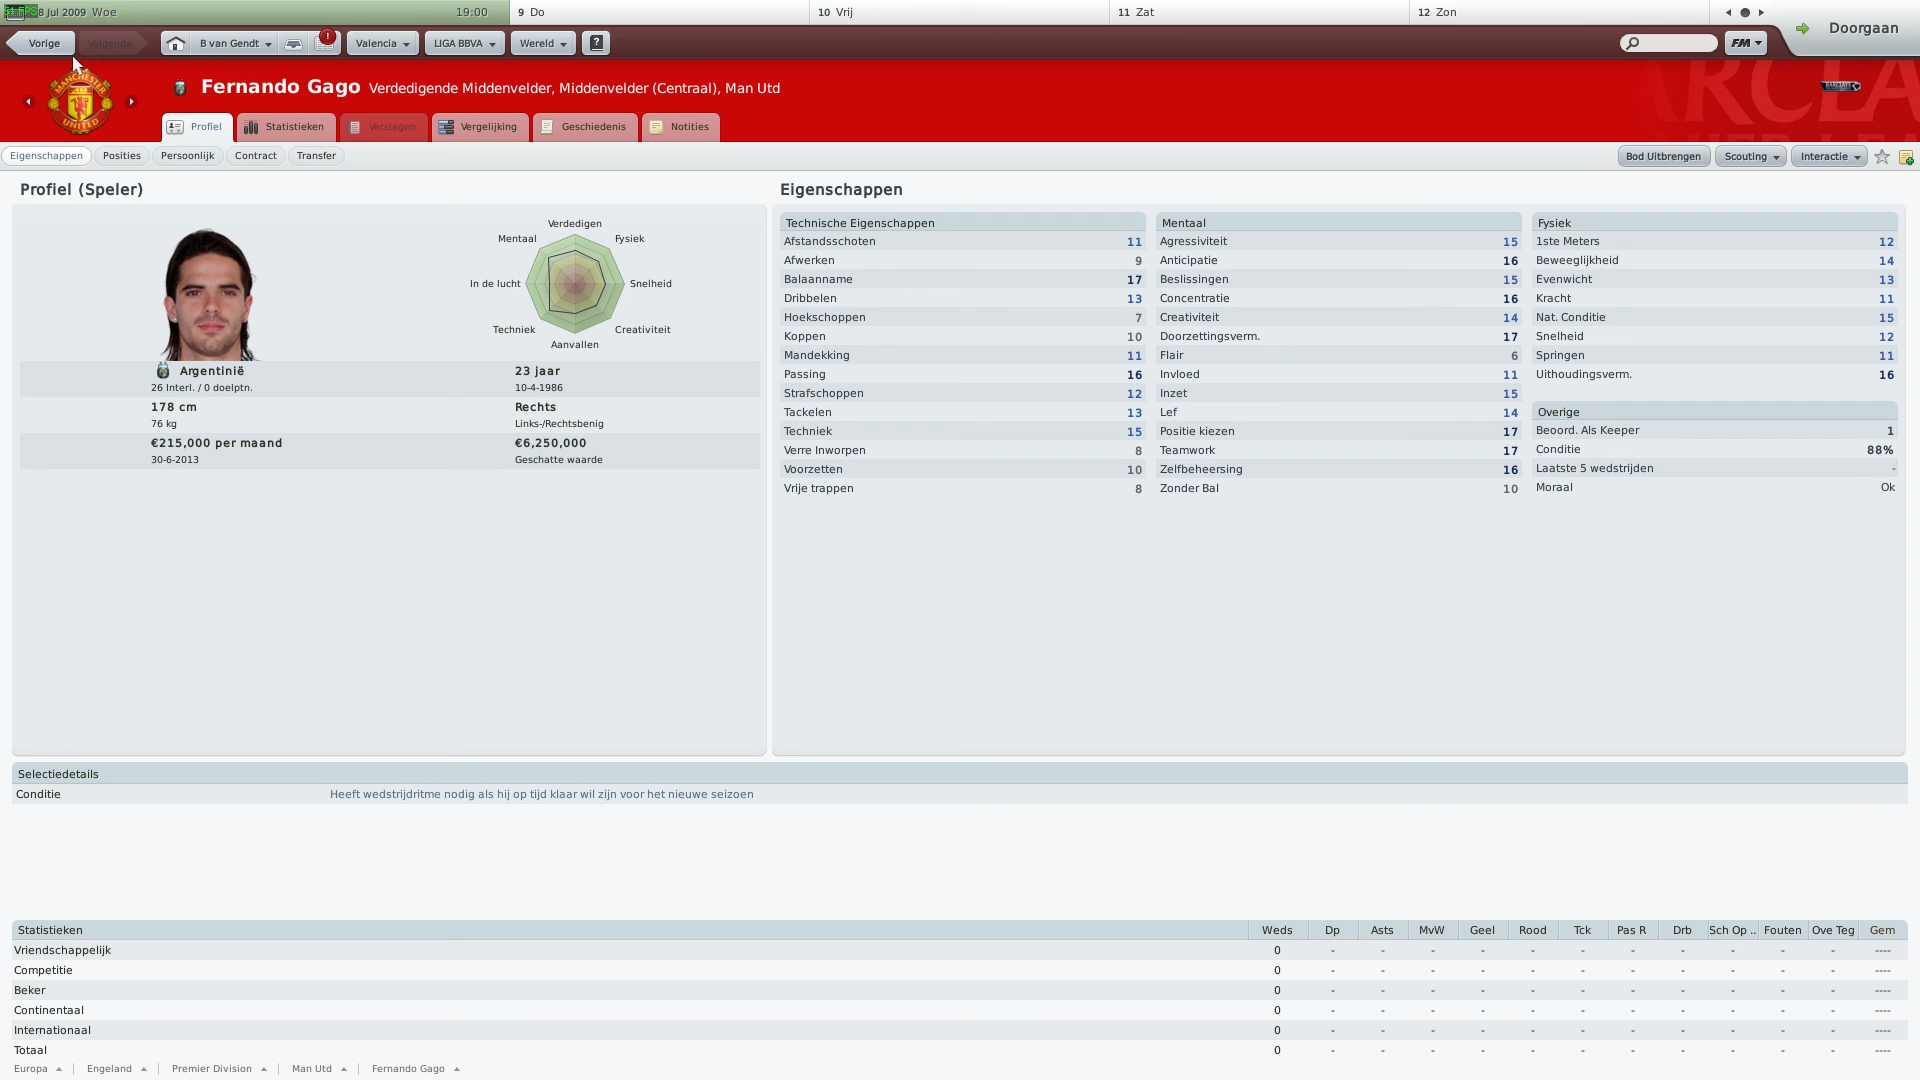 8 Jul 2009 Woe 19:00 9 Do 10 Vrij 11 Zat 12 Zon
Vorige Volgende B van Gendt Valencia LIGA BBVA Wereld ? FM Doorgaan
Fernando Gago Verdedigende Middenvelder, Middenvelder (Centraal), Man Utd
MANCHESTER UNITED
Profiel Statistieken Verslagen Vergelijking Geschiedenis Notities
Eigenschappen Posities Persoonlijk Contract Transfer Bod Uitbrengen Scouting Interactie
Profiel (Speler)
Verdedigen
Mentaal Fysiek
In de lucht Snelheid
Techniek Creativiteit
Aanvallen
Argentinië 23 jaar
26 Interl. / 0 doelptn. 10-4-1986
178 cm Rechts
76 kg Links-/Rechtsbenig
€215,000 per maand €6,250,000
30-6-2013 Geschatte waarde
Eigenschappen
Technische Eigenschappen
Afstandsschoten 11
Afwerken 9
Balaanname 17
Dribbelen 13
Hoekschoppen 7
Koppen 10
Mandekking 11
Passing 16
Strafschoppen 12
Tackelen 13
Techniek 15
Verre Inworpen 8
Voorzetten 10
Vrije trappen 8
Mentaal
Agressiviteit 15
Anticipatie 16
Beslissingen 15
Concentratie 16
Creativiteit 14
Doorzettingsverm. 17
Flair 6
Invloed 11
Inzet 15
Lef 14
Positie kiezen 17
Teamwork 17
Zelfbeheersing 16
Zonder Bal 10
Fysiek
1ste Meters 12
Beweeglijkheid 14
Evenwicht 13
Kracht 11
Nat. Conditie 15
Snelheid 12
Springen 11
Uithoudingsverm. 16
Overige
Beoord. Als Keeper 1
Conditie 88%
Laatste 5 wedstrijden -
Moraal Ok
Selectiedetails
Conditie Heeft wedstrijdritme nodig als hij op tijd klaar wil zijn voor het nieuwe seizoen
Statistieken Weds Dp Asts MvW Geel Rood Tck Pas R Drb Sch Op .. Fouten Ove Teg Gem
Vriendschappelijk 0 - - - - - - - - - - - ----
Competitie 0 - - - - - - - - - - - ----
Beker 0 - - - - - - - - - - - ----
Continentaal 0 - - - - - - - - - - - ----
Internationaal 0 - - - - - - - - - - - ----
Totaal 0 - - - - - - - - - - - ----
Europa Engeland Premier Division Man Utd Fernando Gago